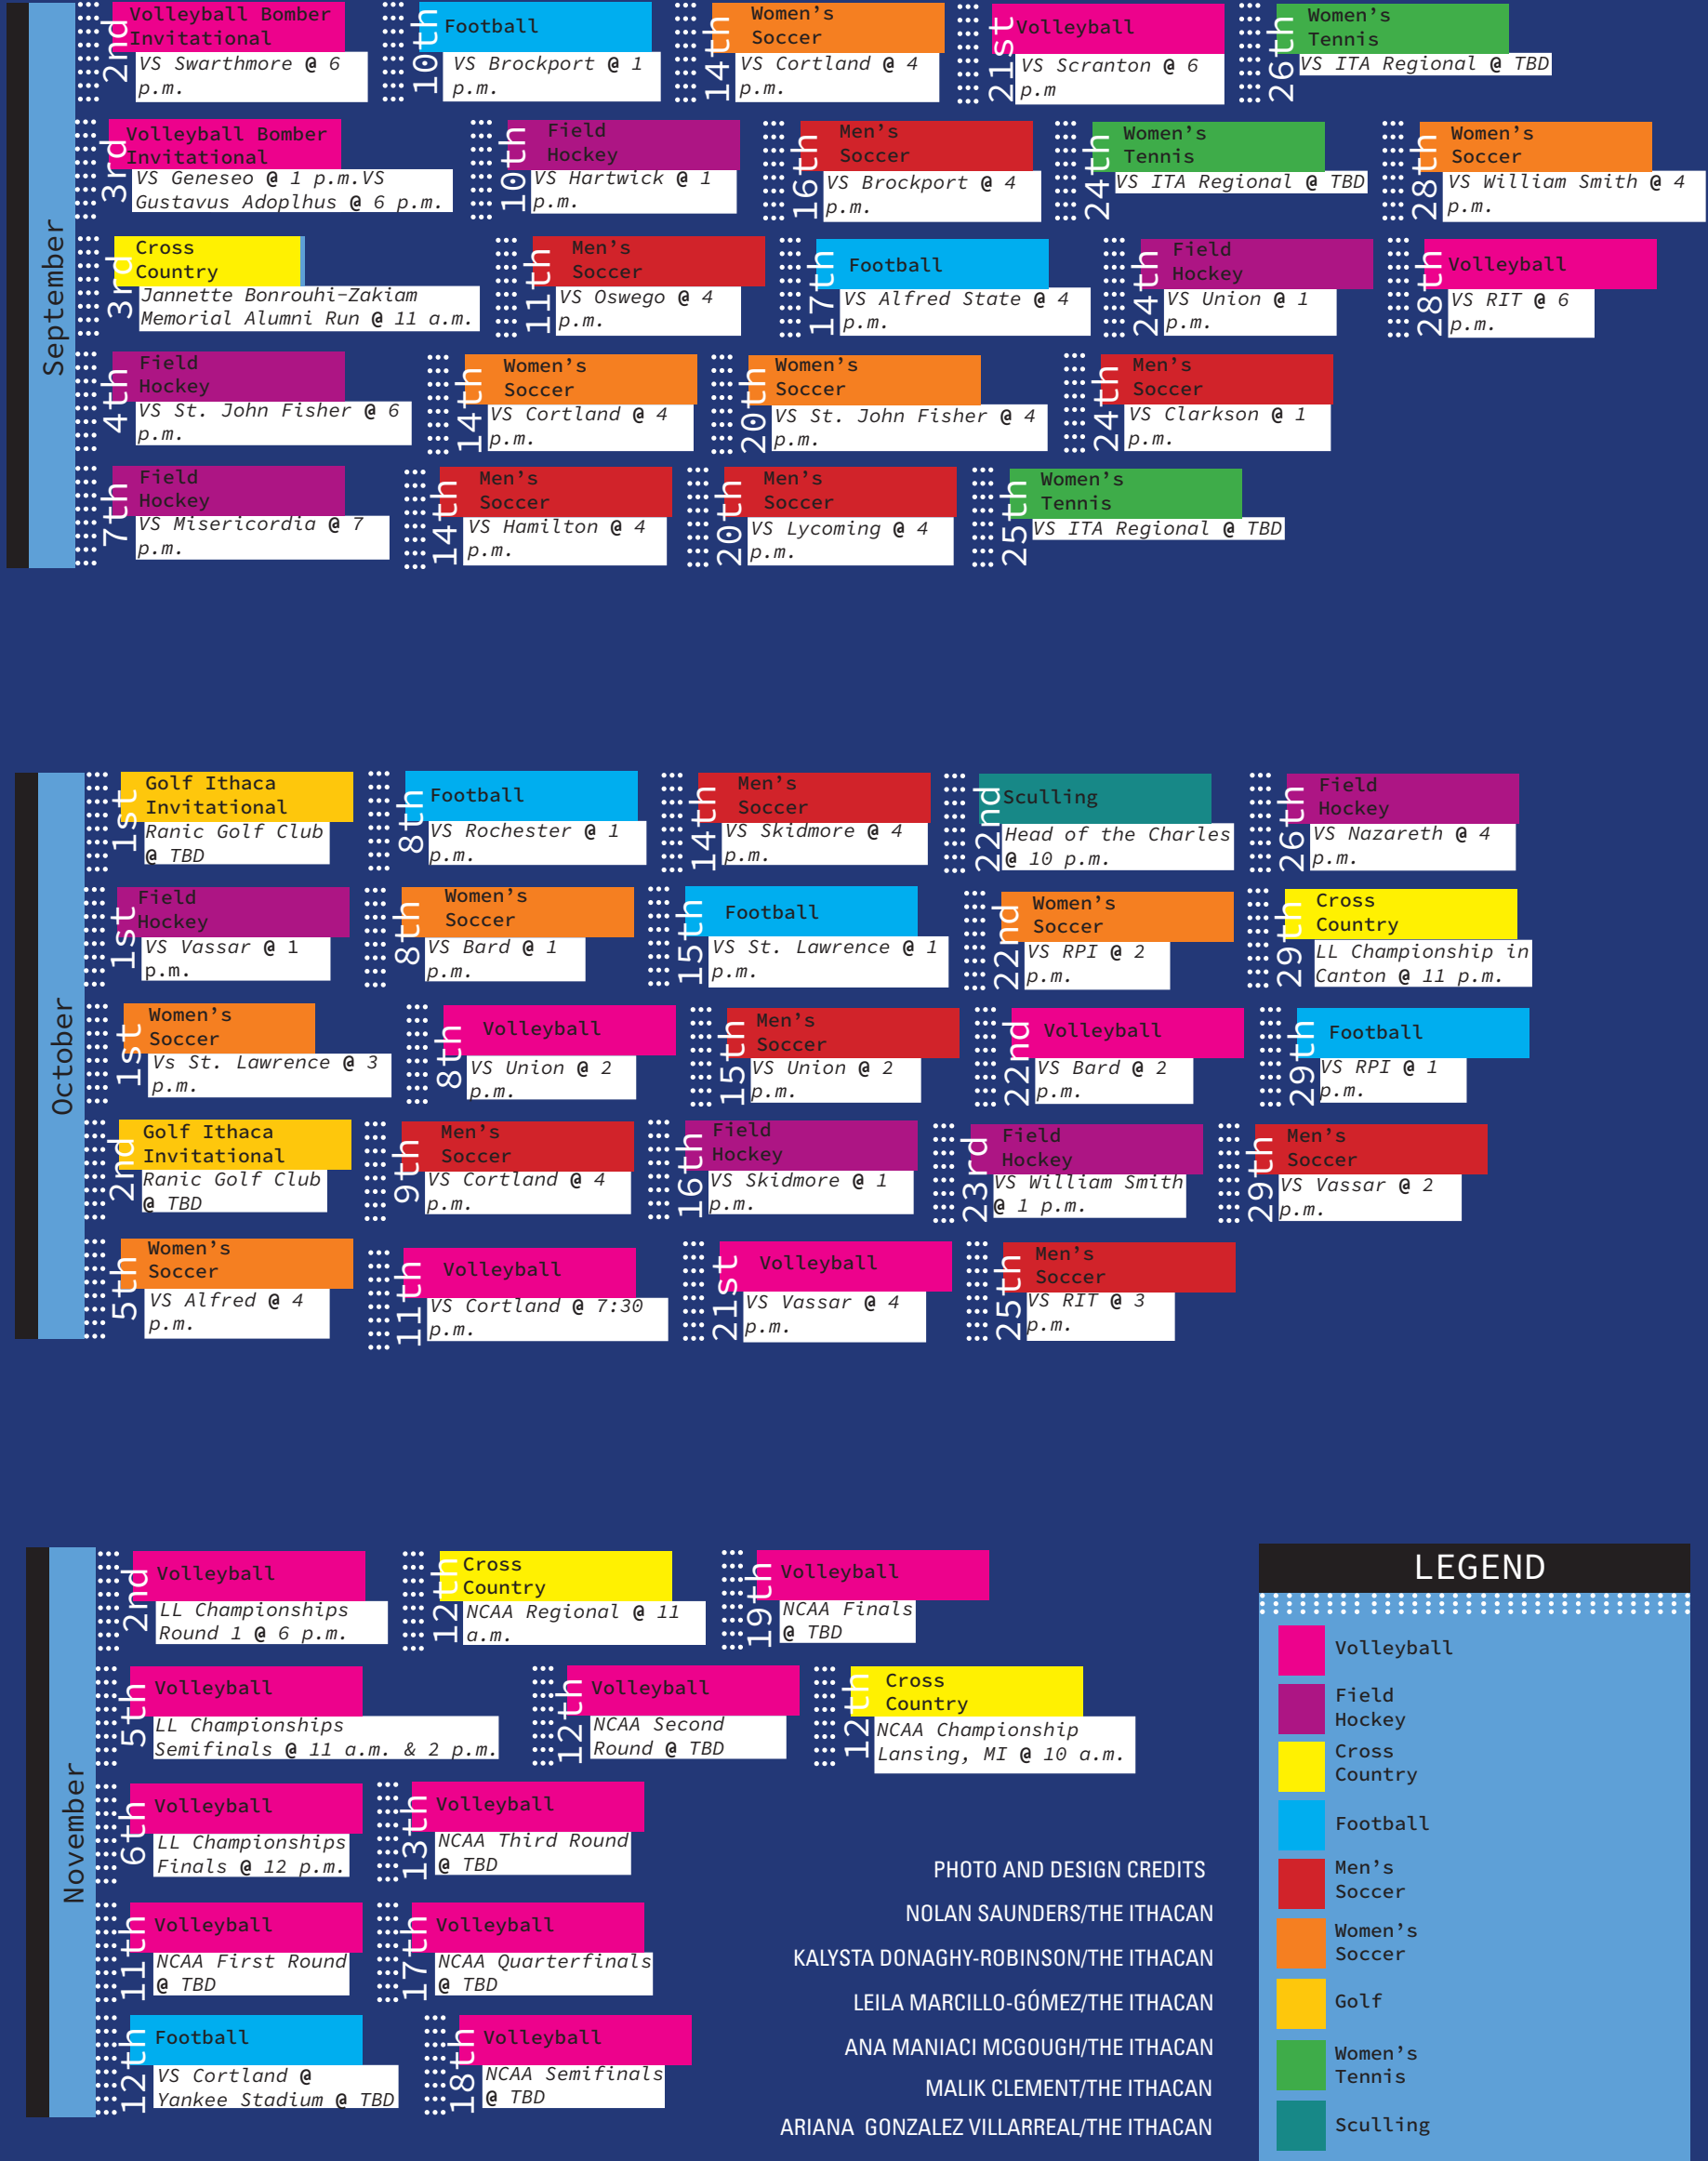 September
2nd
Volleyball Bomber
Invitational
VS Swarthmore @ 6
p.m.
3rd
Volleyball Bomber
Invitational
VS Geneseo @ 1 p.m.VS
Gustavus Adoplhus @ 6 p.m.
3rd
Cross
Country
Jannette Bonrouhi-Zakiam
Memorial Alumni Run @ 11 a.m.
4th
Field
Hockey
VS St. John Fisher @ 6
p.m.
7th
Field
Hockey
VS Misericordia @ 7
p.m.
10th
Football
VS Brockport @ 1
p.m.
10th
Field
Hockey
VS Hartwick @ 1
p.m.
11th
Men's
Soccer
VS Oswego @ 4
p.m.
14th
Women's
Soccer
VS Cortland @ 4
p.m.
14th
Men's
Soccer
VS Hamilton @ 4
p.m.
14th
Women's
Soccer
VS Cortland @ 4
p.m.
16th
Men's
Soccer
VS Brockport @ 4
p.m.
17th
Football
VS Alfred State @ 4
p.m.
20th
Women's
Soccer
VS St. John Fisher @ 4
p.m.
20th
Men's
Soccer
VS Lycoming @ 4
p.m.
21st
Volleyball
VS Scranton @ 6
p.m
24th
Women's
Tennis
VS ITA Regional @ TBD
24th
Field
Hockey
VS Union @ 1
p.m.
24th
Men's
Soccer
VS Clarkson @ 1
p.m.
25th
Women's
Tennis
VS ITA Regional @ TBD
26th
Women's
Tennis
VS ITA Regional @ TBD
28th
Women's
Soccer
VS William Smith @ 4
p.m.
28th
Volleyball
VS RIT @ 6
p.m.
October
1st
Golf Ithaca
Invitational
Ranic Golf Club
@ TBD
1st
Field
Hockey
VS Vassar @ 1
p.m.
1st
Women's
Soccer
Vs St. Lawrence @ 3
p.m.
2nd
Golf Ithaca
Invitational
Ranic Golf Club
@ TBD
5th
Women's
Soccer
VS Alfred @ 4
p.m.
8th
Football
VS Rochester @ 1
p.m.
8th
Women's
Soccer
VS Bard @ 1
p.m.
8th
Volleyball
VS Union @ 2
p.m.
9th
Men's
Soccer
VS Cortland @ 4
p.m.
11th
Volleyball
VS Cortland @ 7:30
p.m.
14th
Men's
Soccer
VS Skidmore @ 4
p.m.
15th
Football
VS St. Lawrence @ 1
p.m.
15th
Men's
Soccer
VS Union @ 2
p.m.
16th
Field
Hockey
VS Skidmore @ 1
p.m.
21st
Volleyball
VS Vassar @ 4
p.m.
22nd
Sculling
Head of the Charles
@ 10 p.m.
22nd
Women's
Soccer
VS RPI @ 2
p.m.
22nd
Volleyball
VS Bard @ 2
p.m.
23rd
Field
Hockey
VS William Smith
@ 1 p.m.
25th
Men's
Soccer
VS RIT @ 3
p.m.
26th
Field
Hockey
VS Nazareth @ 4
p.m.
29th
Cross
Country
LL Championship in
Canton @ 11 p.m.
29th
Football
VS RPI @ 1
p.m.
29th
Men's
Soccer
VS Vassar @ 2
p.m.
November
2nd
Volleyball
LL Championships
Round 1 @ 6 p.m.
5th
Volleyball
LL Championships
Semifinals @ 11 a.m. & 2 p.m.
6th
Volleyball
LL Championships
Finals @ 12 p.m.
11th
Volleyball
NCAA First Round
@ TBD
12th
Football
VS Cortland @
Yankee Stadium @ TBD
12th
Cross
Country
NCAA Regional @ 11
a.m.
12th
Volleyball
NCAA Second
Round @ TBD
13th
Volleyball
NCAA Third Round
@ TBD
17th
Volleyball
NCAA Quarterfinals
@ TBD
18th
Volleyball
NCAA Semifinals
@ TBD
19th
Volleyball
NCAA Finals
@ TBD
12th
Cross
Country
NCAA Championship
Lansing, MI @ 10 a.m.
PHOTO AND DESIGN CREDITS
NOLAN SAUNDERS/THE ITHACAN
KALYSTA DONAGHY-ROBINSON/THE ITHACAN
LEILA MARCILLO-GÓMEZ/THE ITHACAN
ANA MANIACI MCGOUGH/THE ITHACAN
MALIK CLEMENT/THE ITHACAN
ARIANA GONZALEZ VILLARREAL/THE ITHACAN
LEGEND
Volleyball
Field
Hockey
Cross
Country
Football
Men's
Soccer
Women's
Soccer
Golf
Women's
Tennis
Sculling